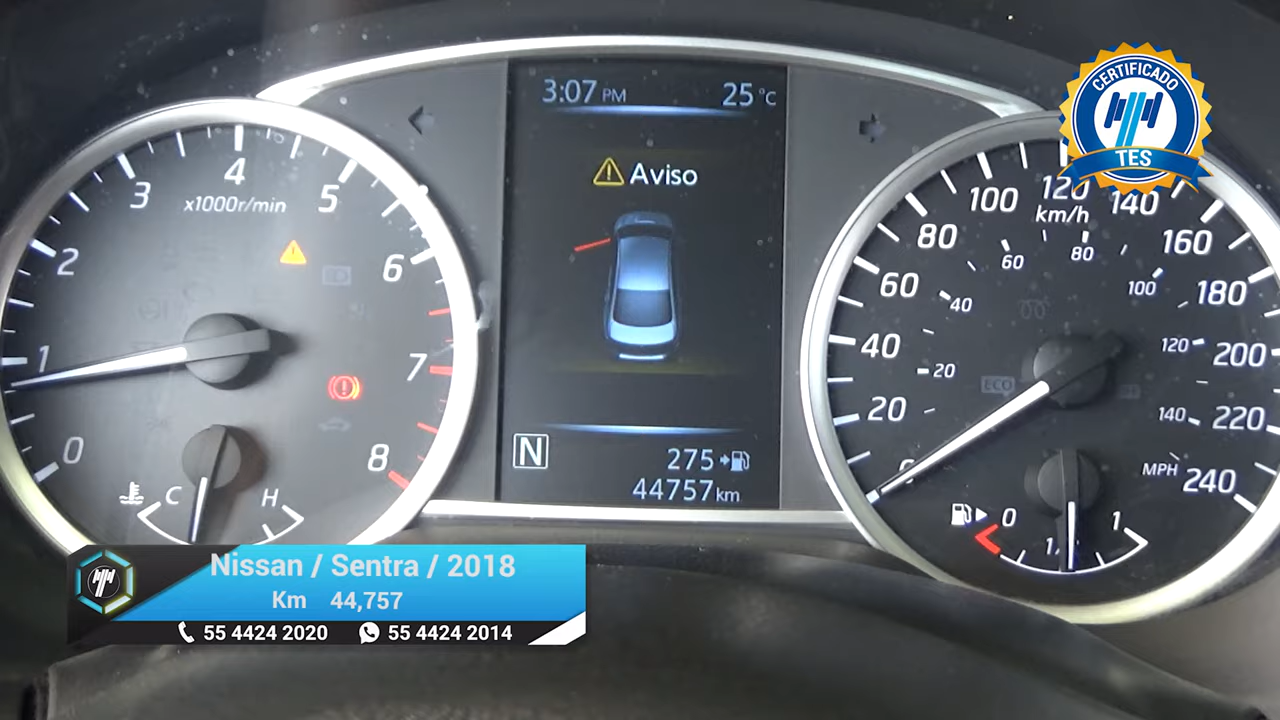 3:07 PM 25 °C
CERTIFICADO
TES
Aviso
x1000r/min
0
1
2
3
4
5
6
7
8
C H
N
275
44757km
km/h
0
20
40
60
80
100
120
140
160
180
200
220
240
20
40
60
80
100
120
140
MPH
ECO
0 1
Nissan / Sentra / 2018
Km 44,757
55 4424 2020 55 4424 2014